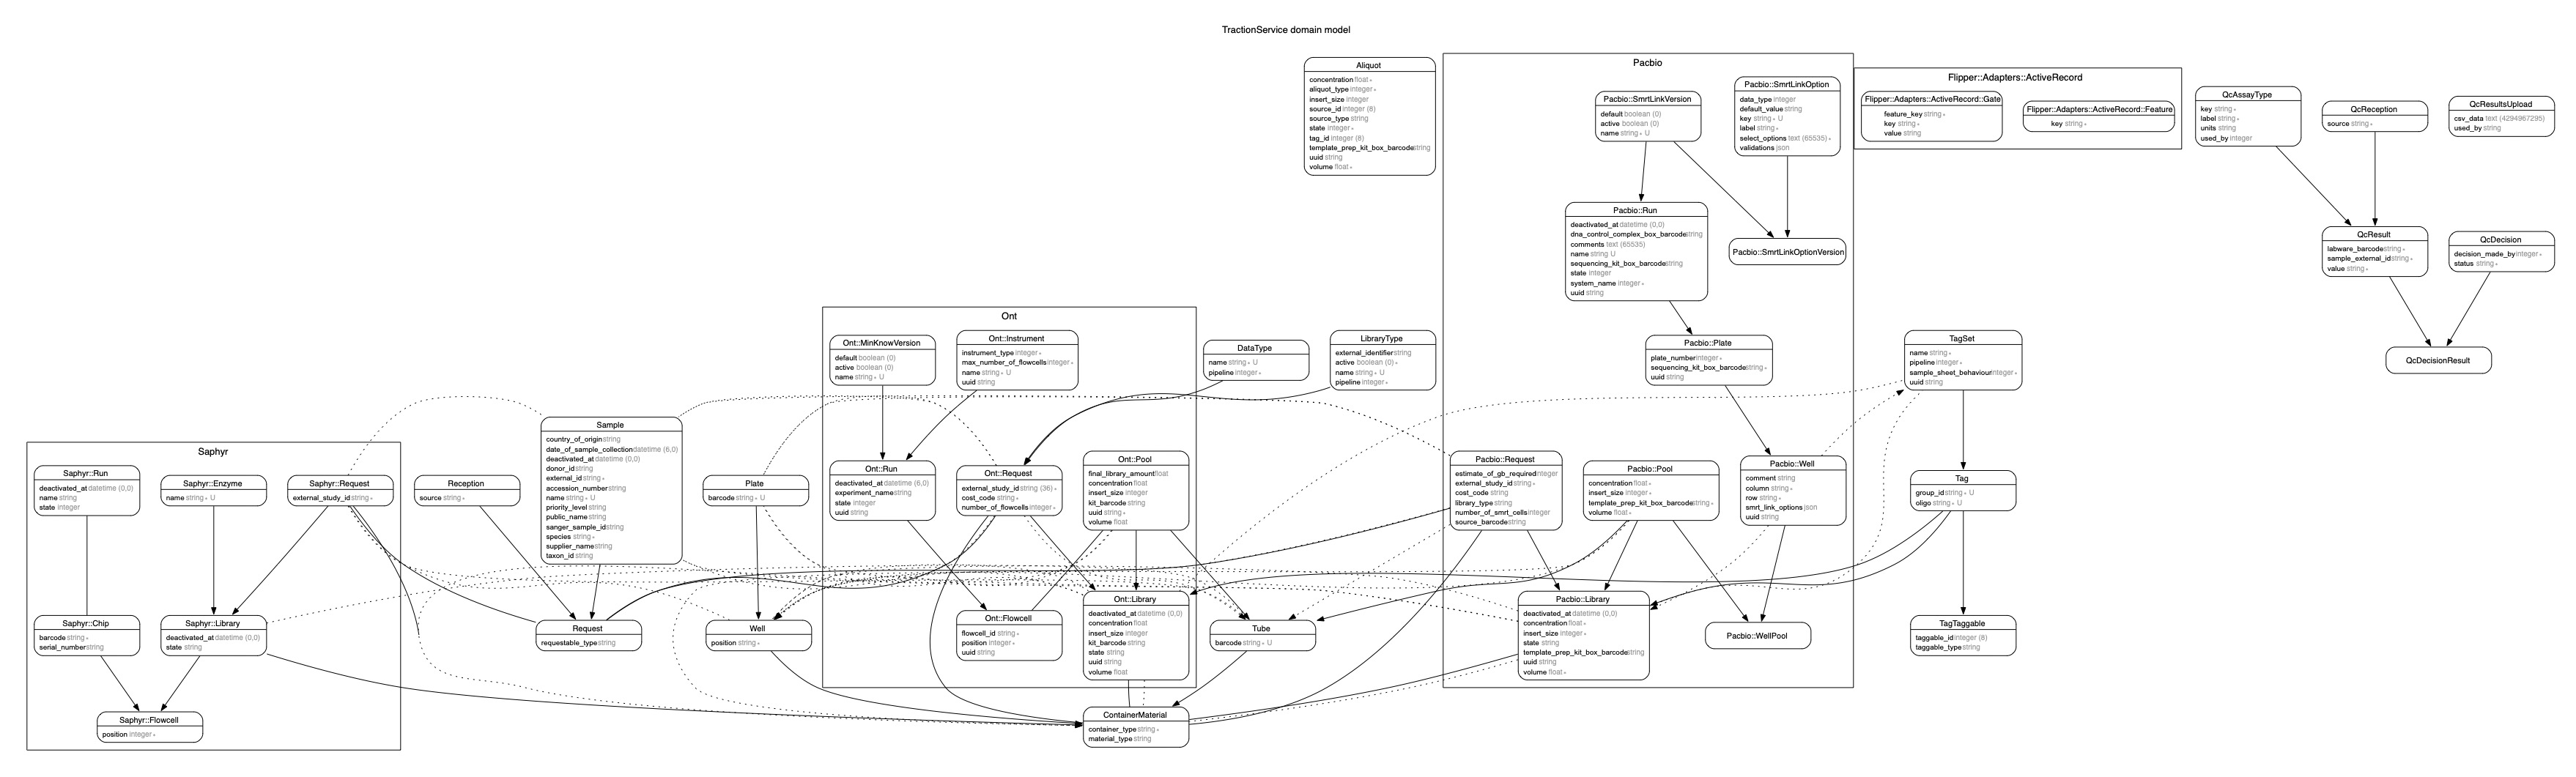 TractionService domain model
Aliquot
concentration float ∗
aliquot_type integer ∗
insert_size integer
source_id integer (8)
source_type string
state integer ∗
tag_id integer (8)
template_prep_kit_box_barcode string
uuid string
volume float ∗
Pacbio
Pacbio::SmrtLinkVersion
default boolean (0)
active boolean (0)
name string ∗ U
Pacbio::SmrtLinkOption
data_type integer
default_value string
key string ∗ U
label string ∗
select_options text (65535) ∗
validations json
Pacbio::Run
deactivated_at datetime (0,0)
dna_control_complex_box_barcode string
comments text (65535)
name string U
sequencing_kit_box_barcode string
state integer
system_name integer ∗
uuid string
Pacbio::SmrtLinkOptionVersion
Pacbio::Plate
plate_number integer ∗
sequencing_kit_box_barcode string ∗
uuid string
Pacbio::Request
estimate_of_gb_required integer
external_study_id string ∗
cost_code string
library_type string
number_of_smrt_cells integer
source_barcode string
Pacbio::Pool
concentration float ∗
insert_size integer ∗
template_prep_kit_box_barcode string ∗
volume float ∗
Pacbio::Well
comment string
column string ∗
row string ∗
smrt_link_options json
uuid string
Pacbio::Library
deactivated_at datetime (0,0)
concentration float ∗
insert_size integer ∗
state string
template_prep_kit_box_barcode string
uuid string
volume float ∗
Pacbio::WellPool
Flipper::Adapters::ActiveRecord
Flipper::Adapters::ActiveRecord::Gate
feature_key string ∗
key string ∗
value string
Flipper::Adapters::ActiveRecord::Feature
key string ∗
QcAssayType
key string ∗
label string ∗
units string
used_by integer
QcReception
source string ∗
QcResultsUpload
csv_data text (4294967295)
used_by string
QcResult
labware_barcode string ∗
sample_external_id string ∗
value string ∗
QcDecision
decision_made_by integer ∗
status string ∗
QcDecisionResult
Ont
Ont::MinKnowVersion
default boolean (0)
active boolean (0)
name string ∗ U
Ont::Instrument
instrument_type integer ∗
max_number_of_flowcells integer ∗
name string ∗ U
uuid string
Ont::Run
deactivated_at datetime (6,0)
experiment_name string
state integer
uuid string
Ont::Request
external_study_id string (36) ∗
cost_code string ∗
number_of_flowcells integer ∗
Ont::Pool
final_library_amount float
concentration float
insert_size integer
kit_barcode string
uuid string ∗
volume float
Ont::Flowcell
flowcell_id string ∗
position integer ∗
uuid string
Ont::Library
deactivated_at datetime (0,0)
concentration float
insert_size integer
kit_barcode string
state string
uuid string
volume float
DataType
name string ∗ U
pipeline integer ∗
LibraryType
external_identifier string
active boolean (0) ∗
name string ∗ U
pipeline integer ∗
TagSet
name string ∗
pipeline integer ∗
sample_sheet_behaviour integer ∗
uuid string
Tag
group_id string ∗ U
oligo string ∗ U
TagTaggable
taggable_id integer (8)
taggable_type string
Saphyr
Saphyr::Run
deactivated_at datetime (0,0)
name string
state integer
Saphyr::Enzyme
name string ∗ U
Saphyr::Request
external_study_id string ∗
Saphyr::Chip
barcode string ∗
serial_number string
Saphyr::Library
deactivated_at datetime (0,0)
state string
Saphyr::Flowcell
position integer ∗
Reception
source string ∗
Sample
country_of_origin string
date_of_sample_collection datetime (6,0)
deactivated_at datetime (0,0)
donor_id string
external_id string ∗
accession_number string
name string ∗ U
priority_level string
public_name string
sanger_sample_id string
species string ∗
supplier_name string
taxon_id string
Plate
barcode string ∗ U
Request
requestable_type string
Well
position string ∗
Tube
barcode string ∗ U
ContainerMaterial
container_type string ∗
material_type string